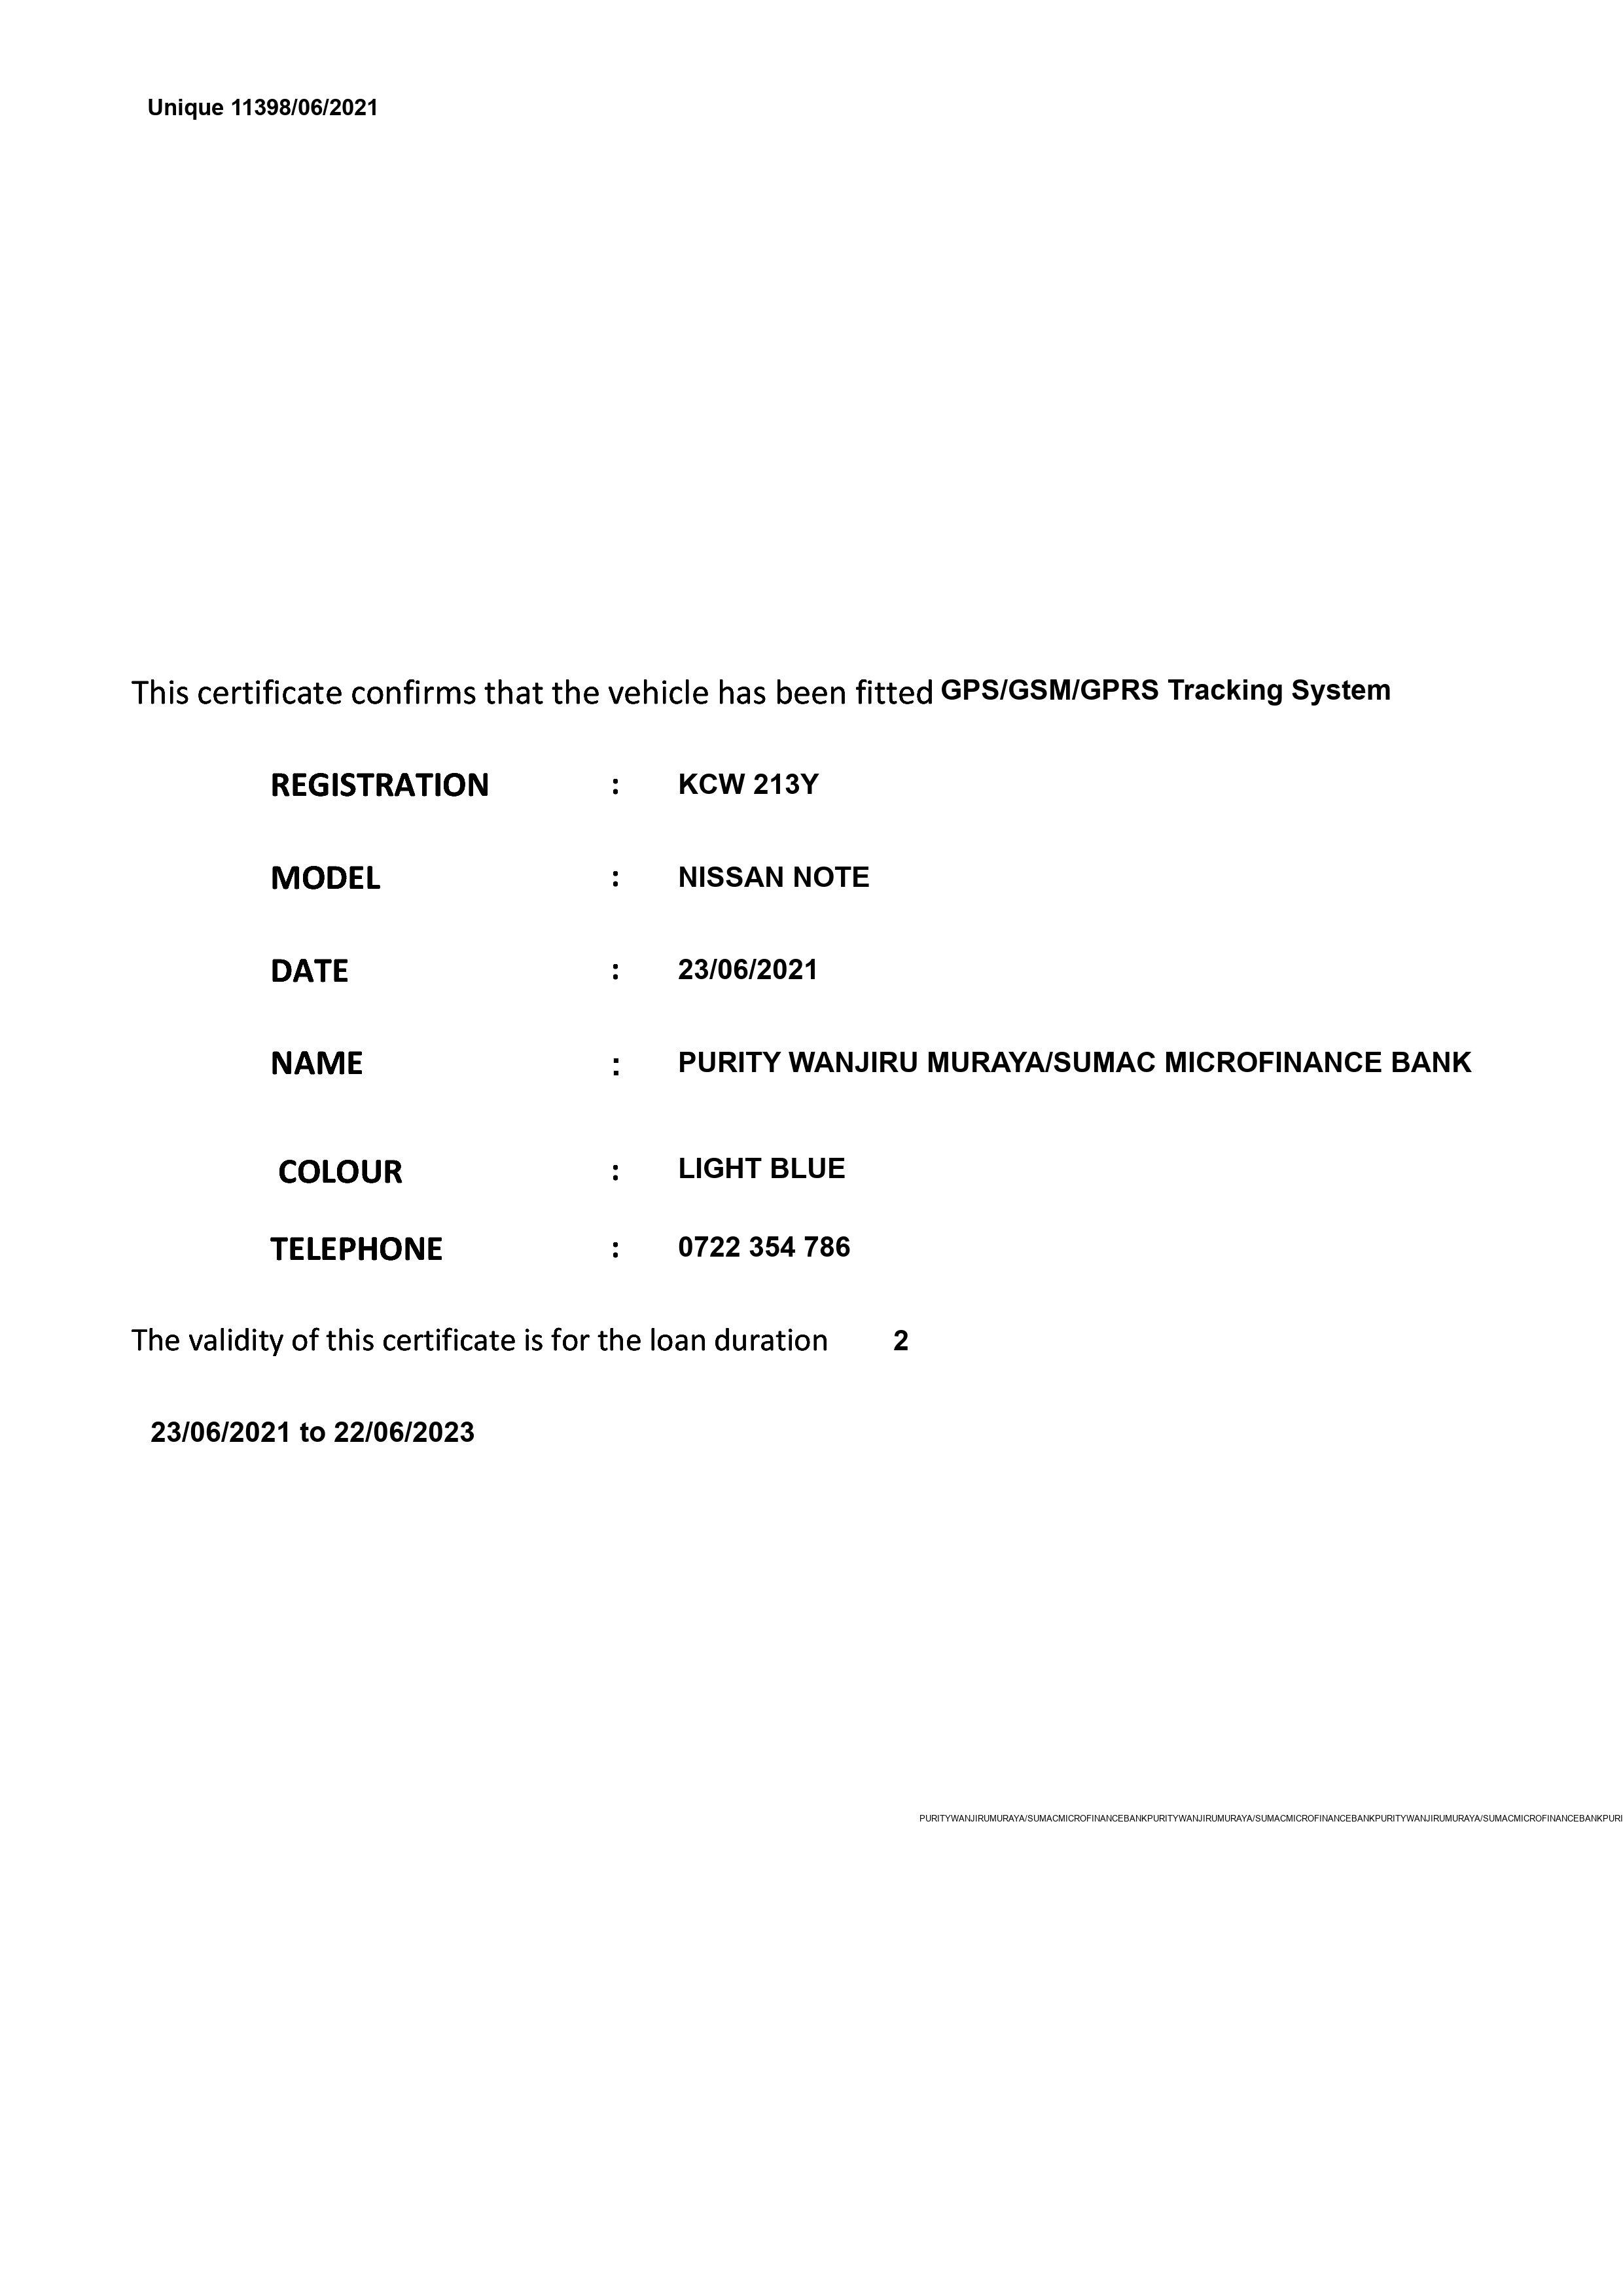 Unique 11398/06/2021
This certificate confirms that the vehicle has been fitted GPS/GSM/GPRS Tracking System
REGISTRATION : KCW 213Y
MODEL : NISSAN NOTE
DATE : 23/06/2021
NAME : PURITY WANJIRU MURAYA/SUMAC MICROFINANCE BANK
COLOUR : LIGHT BLUE
TELEPHONE : 0722 354 786
The validity of this certificate is for the loan duration 2
23/06/2021 to 22/06/2023
PURITYWANJIRUMURAYA/SUMACMICROFINANCEBANKPURITYWANJIRUMURAYA/SUMACMICROFINANCEBANKPURITYWANJIRUMURAYA/SUMACMICROFINANCEBANKPURI